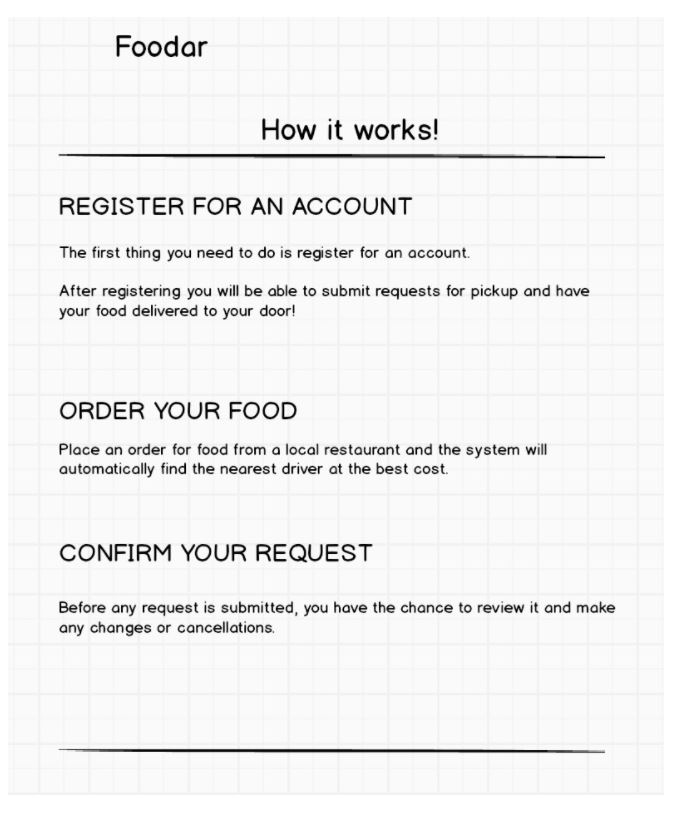 Foodar
How it works!
REGISTER FOR AN ACCOUNT
The first thing you need to do is register for an account.
After registering you will be able to submit requests for pickup and have
your food delivered to your door!
ORDER YOUR FOOD
Place an order for food from a local restaurant and the system will
automatically find the nearest driver at the best cost.
CONFIRM YOUR REQUEST
Before any request is submitted, you have the chance to review it and make
any changes or cancellations.